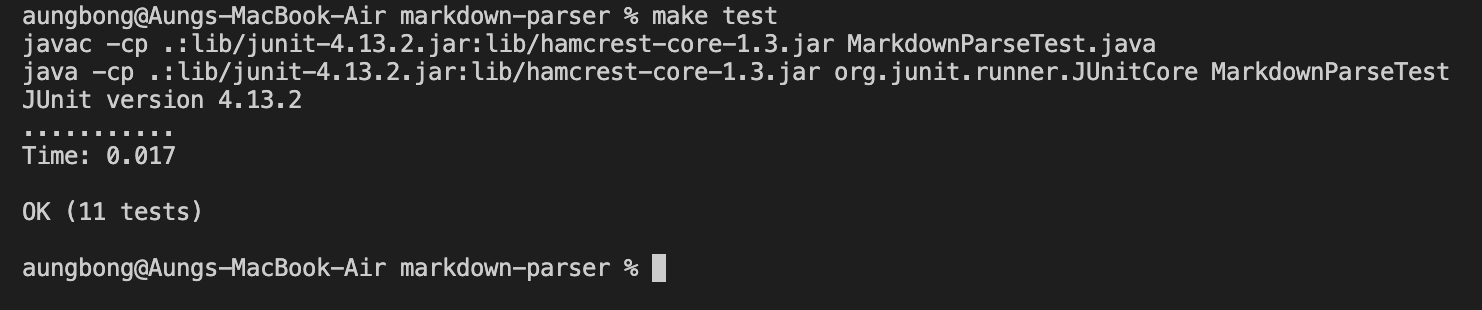 aungbong@Aungs-MacBook-Air markdown-parser % make test
javac -cp .:lib/junit-4.13.2.jar:lib/hamcrest-core-1.3.jar MarkdownParseTest.java
java -cp .:lib/junit-4.13.2.jar:lib/hamcrest-core-1.3.jar org.junit.runner.JUnitCore MarkdownParseTest
JUnit version 4.13.2
...........
Time: 0.017
OK (11 tests)
aungbong@Aungs-MacBook-Air markdown-parser %